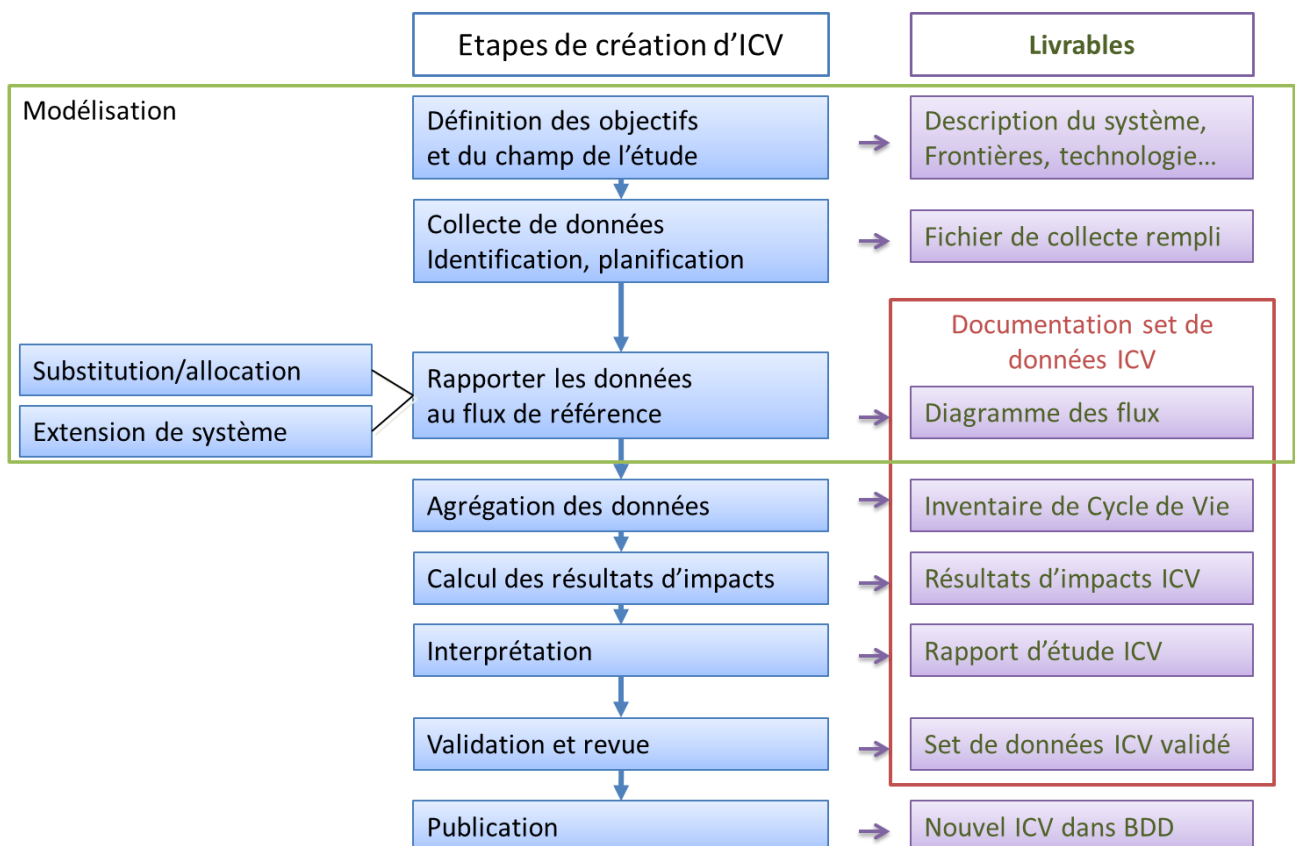 Etapes de création d’ICV
Livrables
Modélisation
Définition des objectifs
et du champ de l’étude
Description du système,
Frontières, technologie…
Collecte de données
Identification, planification
Fichier de collecte rempli
Documentation set de
données ICV
Substitution/allocation
Extension de système
Rapporter les données
au flux de référence
Diagramme des flux
Agrégation des données
Inventaire de Cycle de Vie
Calcul des résultats d’impacts
Résultats d’impacts ICV
Interprétation
Rapport d’étude ICV
Validation et revue
Set de données ICV validé
Publication
Nouvel ICV dans BDD